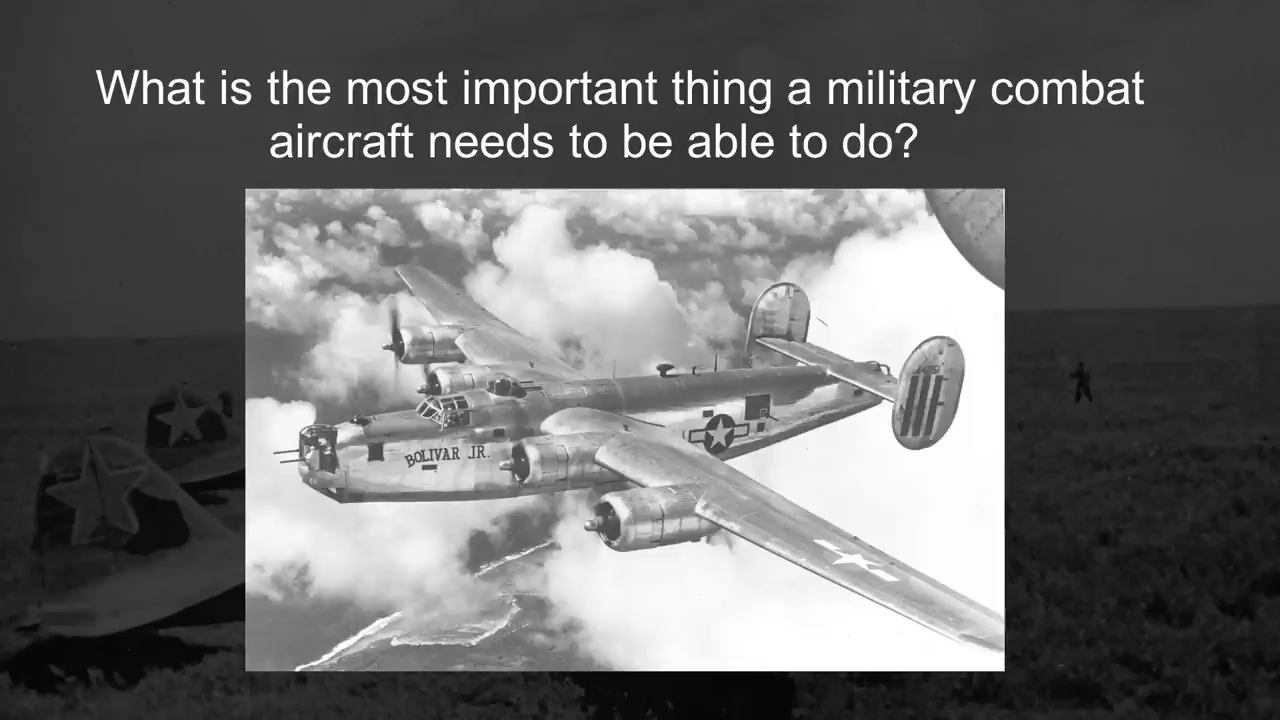 What is the most important thing a military combat
aircraft needs to be able to do?
BOLIVAR JR.